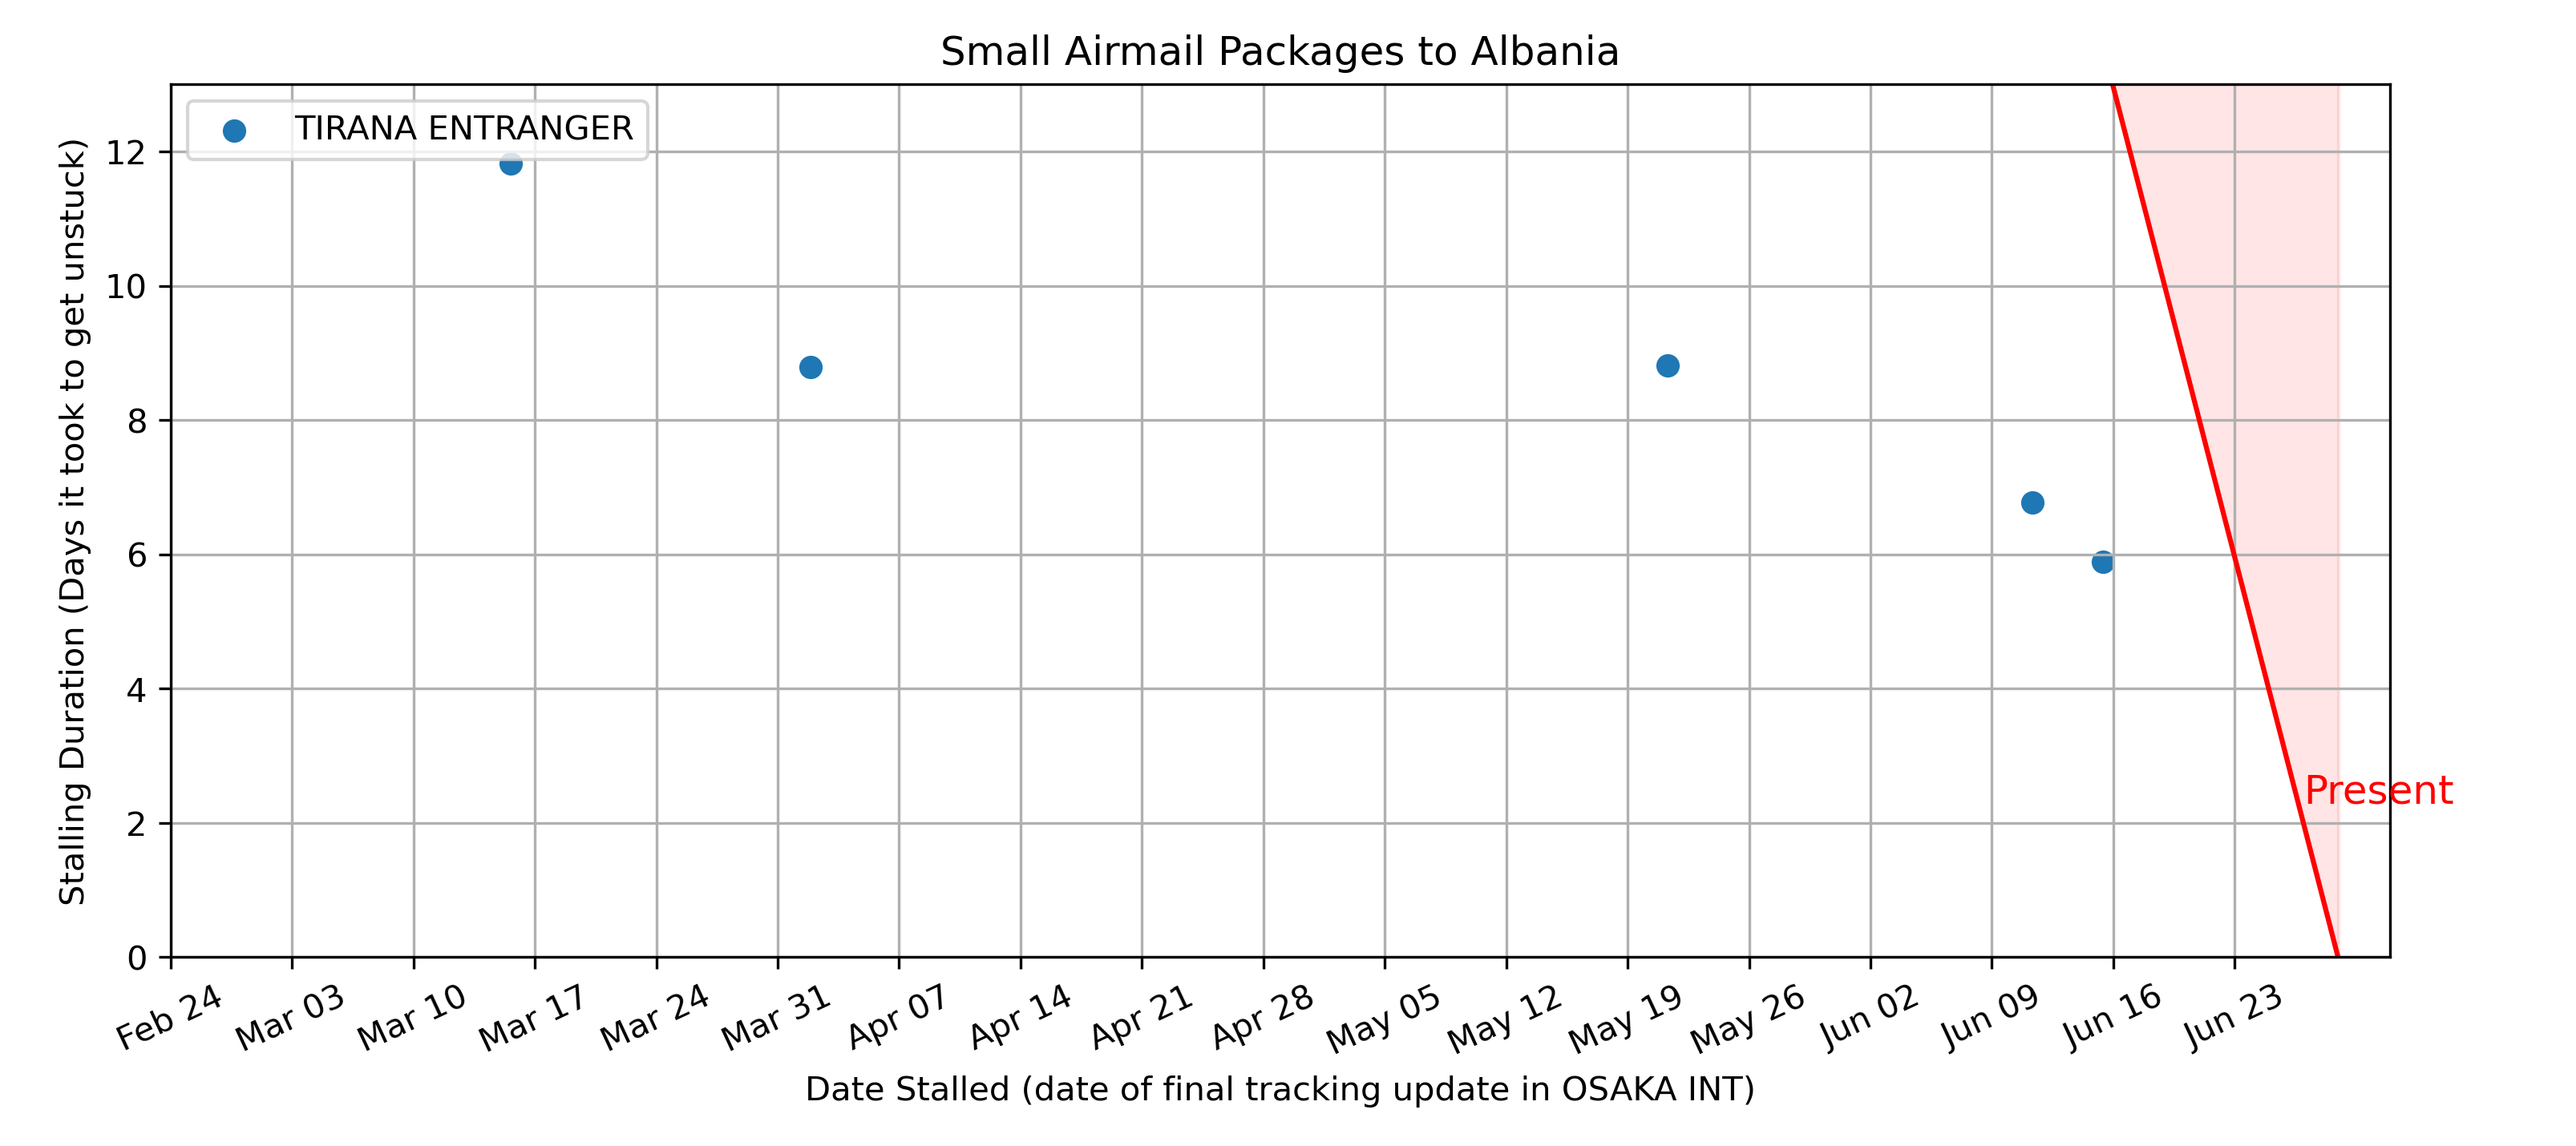 Small Airmail Packages to Albania
TIRANA ENTRANGER
Stalling Duration (Days it took to get unstuck)
12
10
8
6
4
2
0
Present
Feb 24
Mar 03
Mar 10
Mar 17
Mar 24
Mar 31
Apr 07
Apr 14
Apr 21
Apr 28
May 05
May 12
May 19
May 26
Jun 02
Jun 09
Jun 16
Jun 23
Date Stalled (date of final tracking update in OSAKA INT)